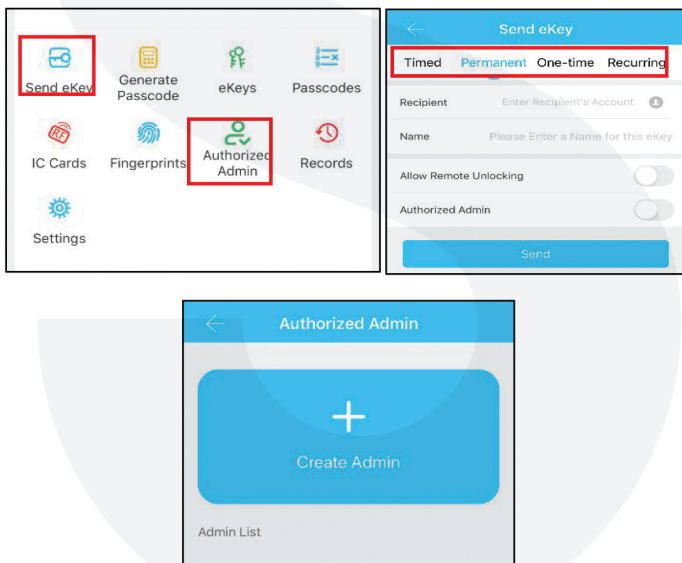 Send eKey
Generate
Passcode
eKeys
Passcodes
IC Cards
Fingerprints
Authorized
Admin
Records
Settings
Send eKey
Timed Permanent One-time Recurring
Recipient Enter Recipient's Account
Name Please Enter a Name for this eKey
Allow Remote Unlocking
Authorized Admin
Send
Authorized Admin
Create Admin
Admin List